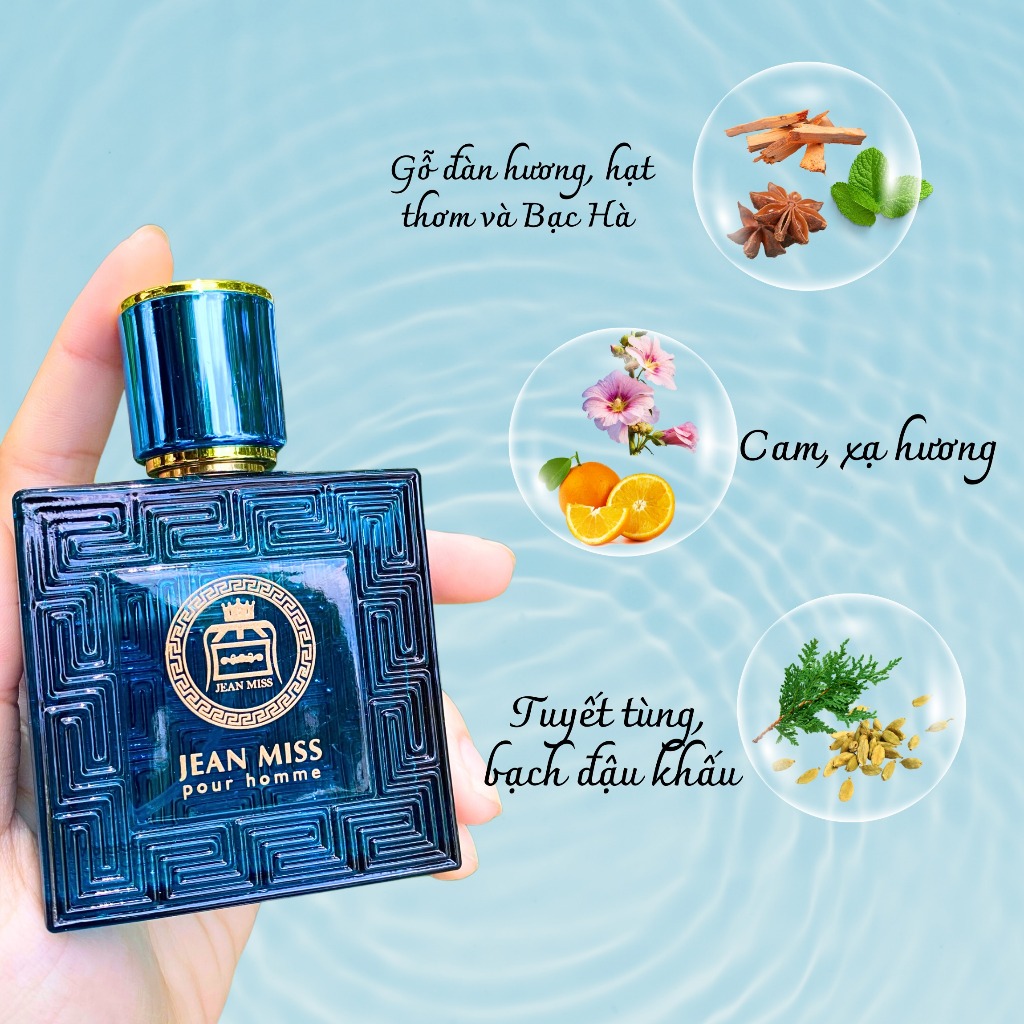 Gỗ đàn hương, hạt
thơm và Bạc Hà
Cam, xạ hương
Tuyết tùng,
bạch đậu khấu
JEAN MISS
JEAN MISS
pour homme